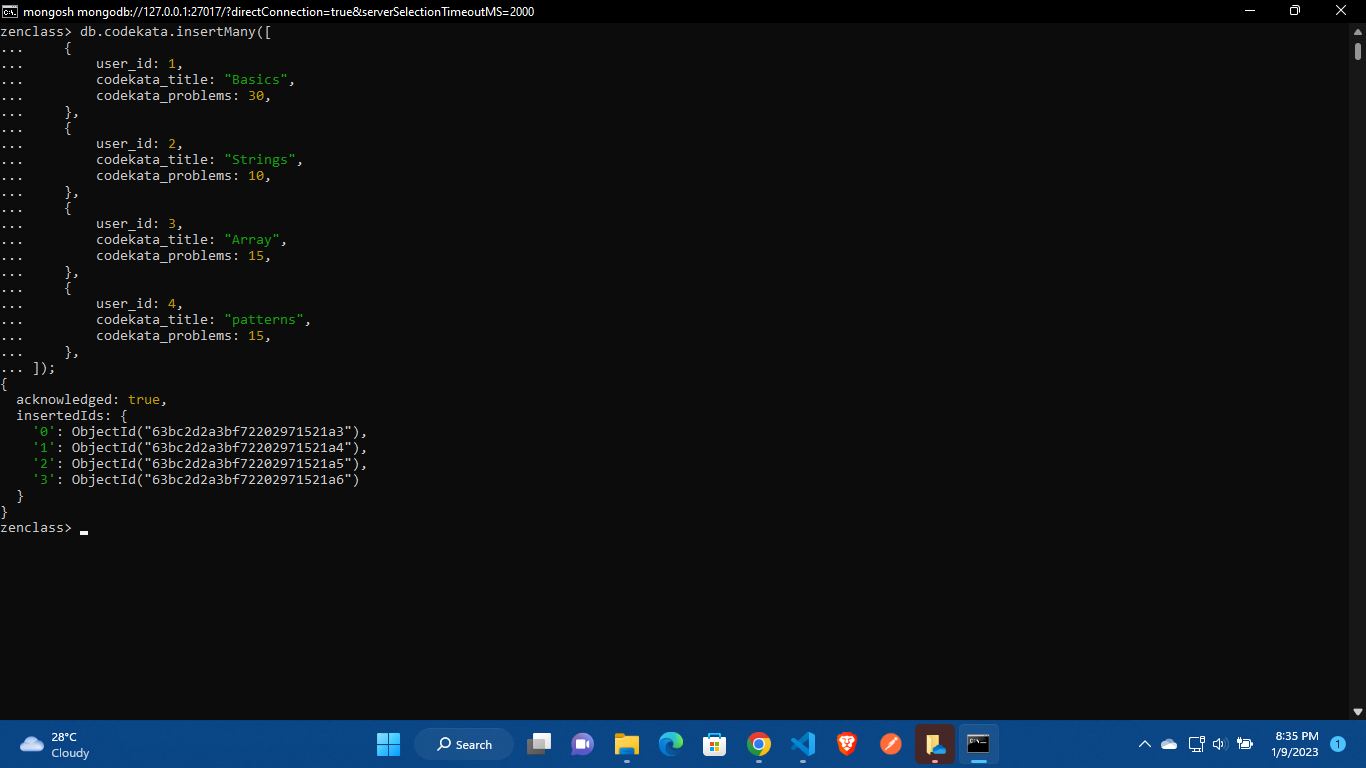 mongosh mongodb://127.0.0.1:27017/?directConnection=true&serverSelectionTimeoutMS=2000
zenclass> db.codekata.insertMany([
...     {
...         user_id: 1,
...         codekata_title: "Basics",
...         codekata_problems: 30,
...     },
...     {
...         user_id: 2,
...         codekata_title: "Strings",
...         codekata_problems: 10,
...     },
...     {
...         user_id: 3,
...         codekata_title: "Array",
...         codekata_problems: 15,
...     },
...     {
...         user_id: 4,
...         codekata_title: "patterns",
...         codekata_problems: 15,
...     },
... ]);
{
  acknowledged: true,
  insertedIds: {
    '0': ObjectId("63bc2d2a3bf72202971521a3"),
    '1': ObjectId("63bc2d2a3bf72202971521a4"),
    '2': ObjectId("63bc2d2a3bf72202971521a5"),
    '3': ObjectId("63bc2d2a3bf72202971521a6")
  }
}
zenclass>
28°C
Cloudy
Search
8:35 PM
1/9/2023
1